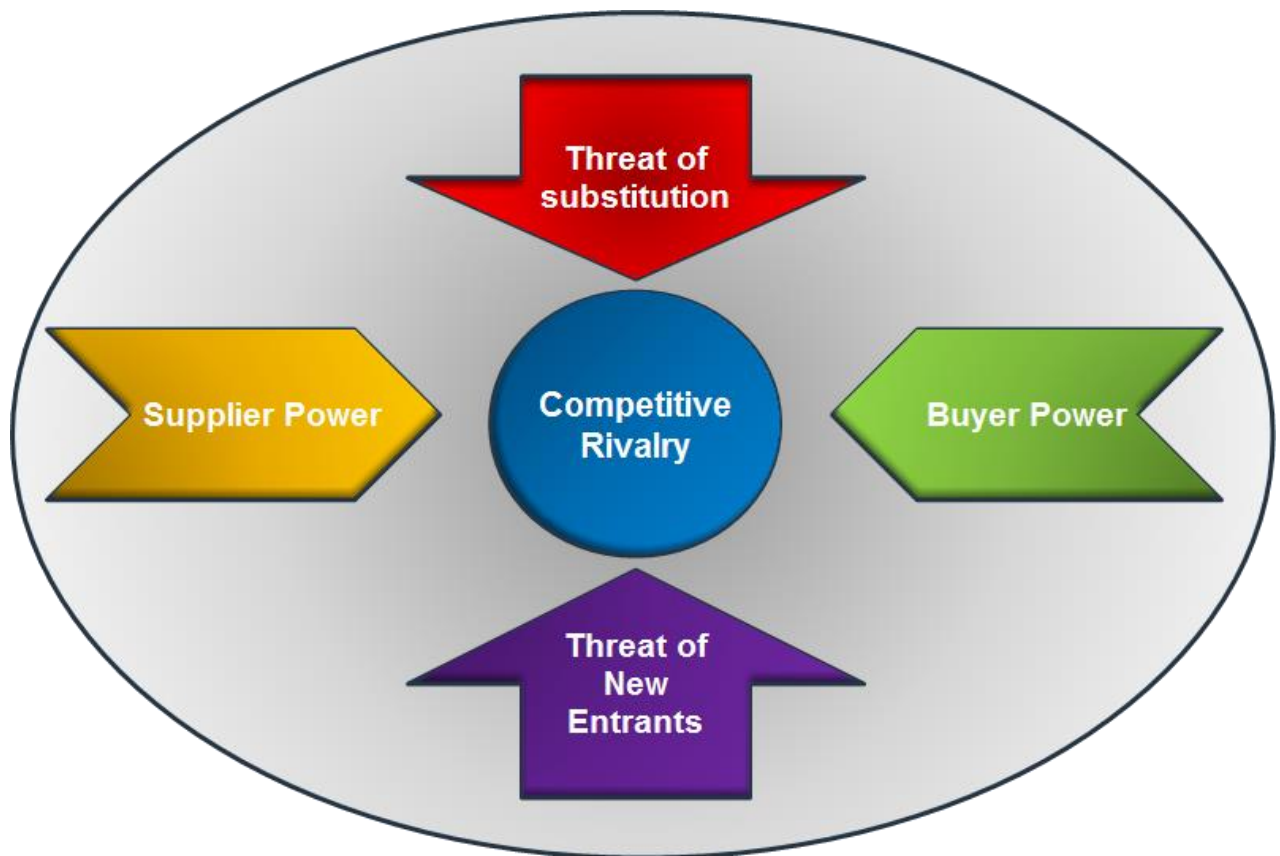 Threat of
substitution
Supplier Power
Competitive
Rivalry
Buyer Power
Threat of
New
Entrants